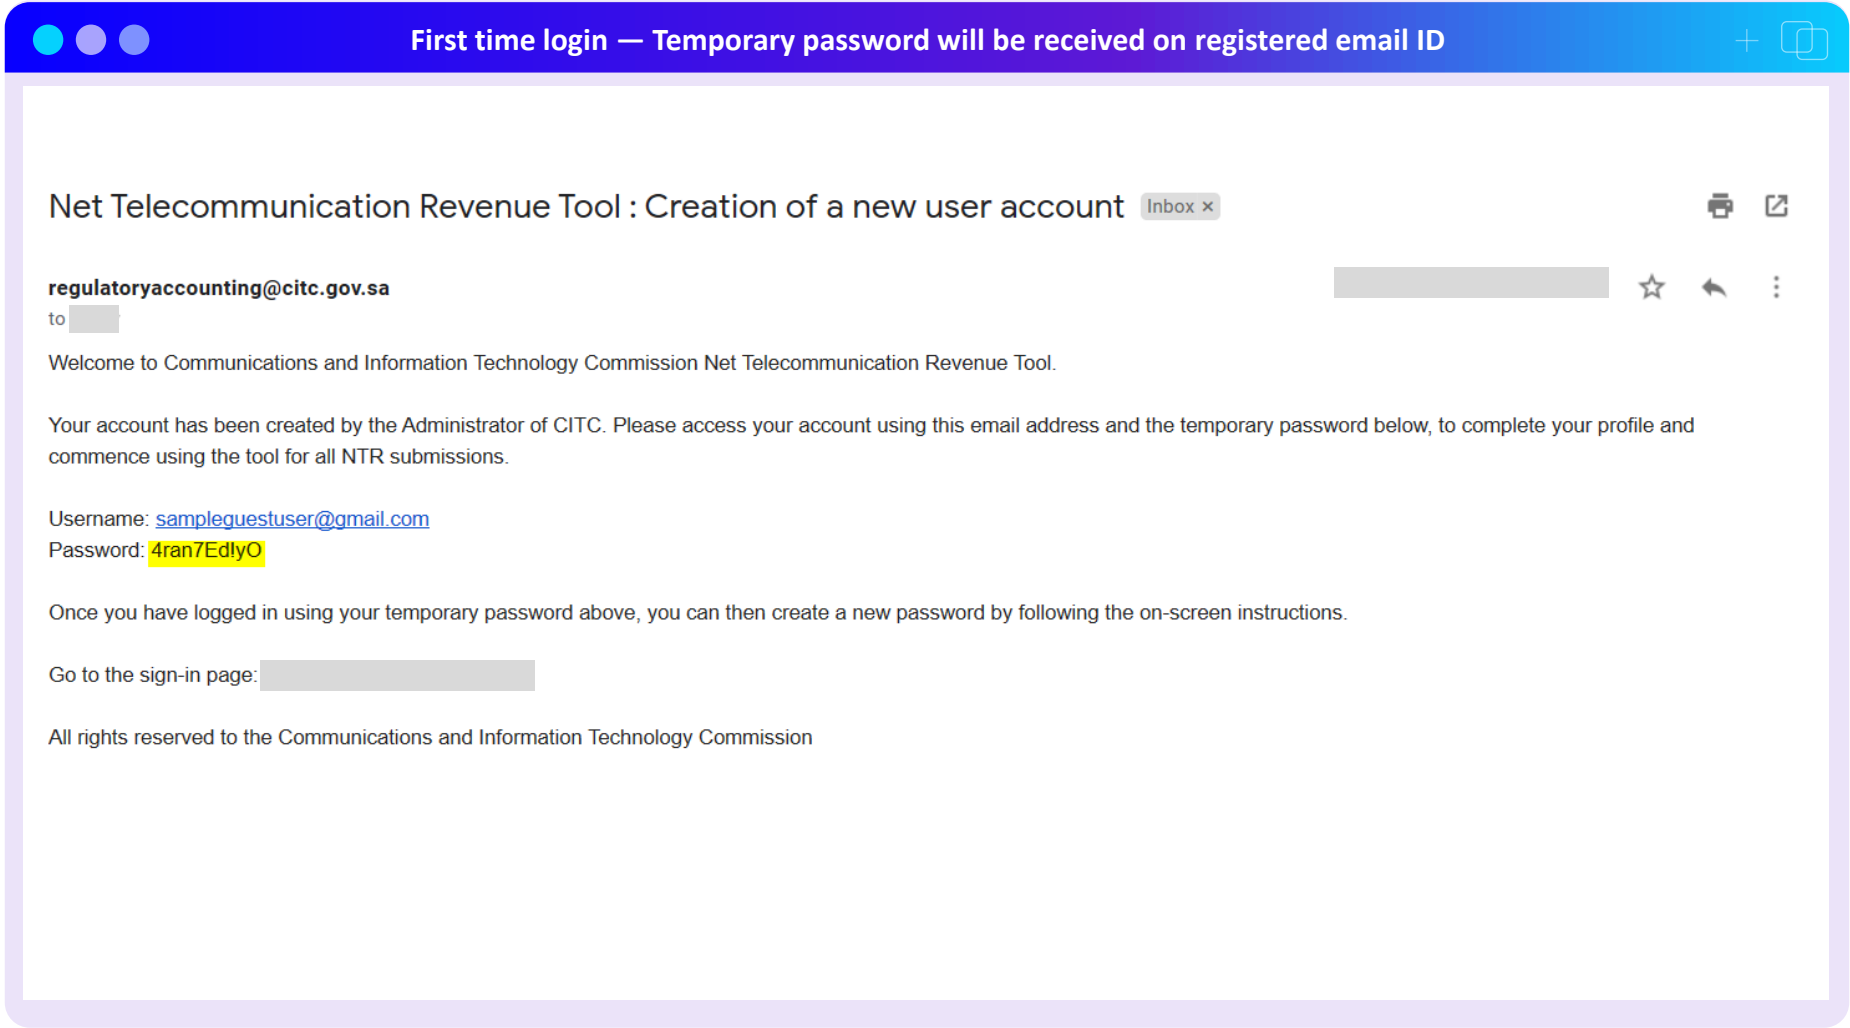 First time login — Temporary password will be received on registered email ID
Net Telecommunication Revenue Tool : Creation of a new user account Inbox ×
regulatoryaccounting@citc.gov.sa
to
Welcome to Communications and Information Technology Commission Net Telecommunication Revenue Tool.
Your account has been created by the Administrator of CITC. Please access your account using this email address and the temporary password below, to complete your profile and
commence using the tool for all NTR submissions.
Username: sampleguestuser@gmail.com
Password: 4ran7Ed!yO
Once you have logged in using your temporary password above, you can then create a new password by following the on-screen instructions.
Go to the sign-in page:
All rights reserved to the Communications and Information Technology Commission